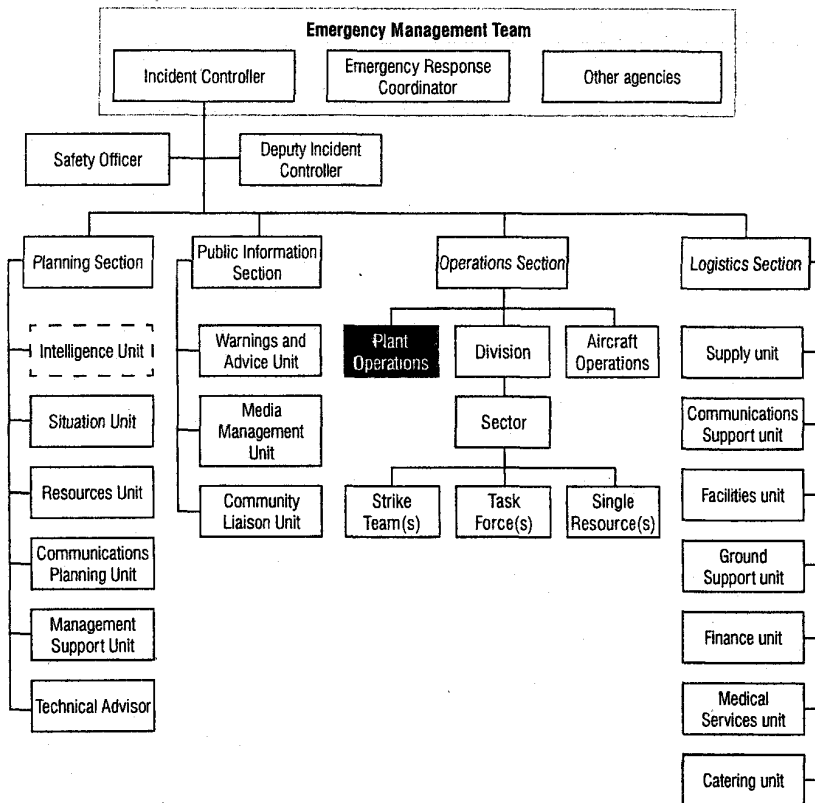 Emergency Management Team
Incident Controller
Emergency Response
Coordinator
Other agencies
Safety Officer
Deputy Incident
Controller
Planning Section
Public Information
Section
Operations Section
Logistics Section
Intelligence Unit
Situation Unit
Resources Unit
Communications
Planning Unit
Management
Support Unit
Technical Advisor
Warnings and
Advice Unit
Media
Management
Unit
Community
Liaison Unit
Plant
Operations
Division
Aircraft
Operations
Sector
Strike
Team(s)
Task
Force(s)
Single
Resource(s)
Supply unit
Communications
Support unit
Facilities unit
Ground
Support unit
Finance unit
Medical
Services unit
Catering unit